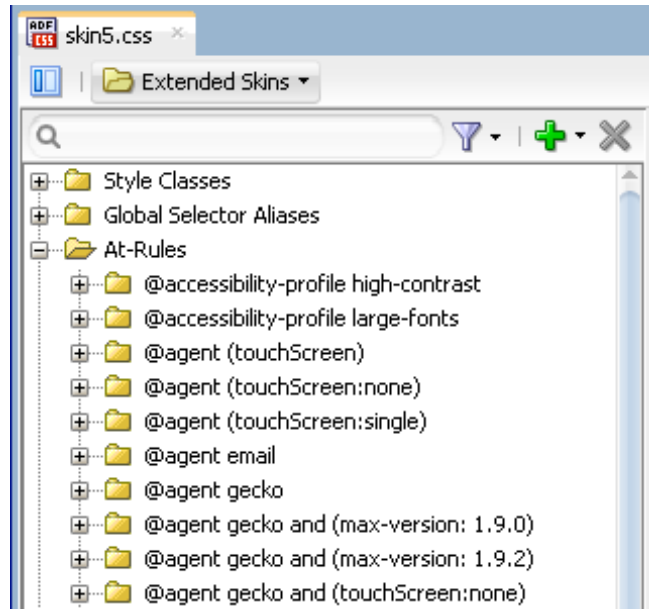 ADF
CSS
skin5.css
Extended Skins
Style Classes
Global Selector Aliases
At-Rules
@accessibility-profile high-contrast
@accessibility-profile large-fonts
@agent (touchScreen)
@agent (touchScreen:none)
@agent (touchScreen:single)
@agent email
@agent gecko
@agent gecko and (max-version: 1.9.0)
@agent gecko and (max-version: 1.9.2)
@agent gecko and (touchScreen:none)